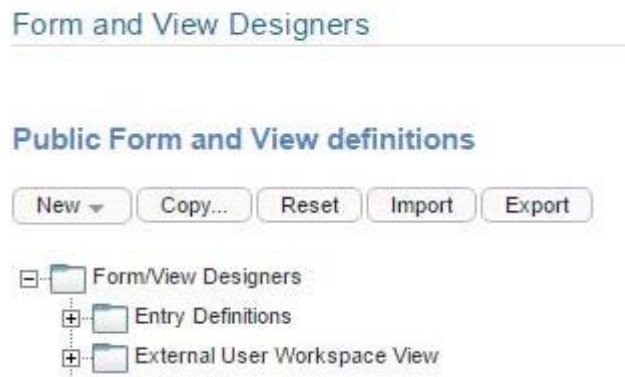 Form and View Designers
Public Form and View definitions
New Copy... Reset Import Export
Form/View Designers
Entry Definitions
External User Workspace View